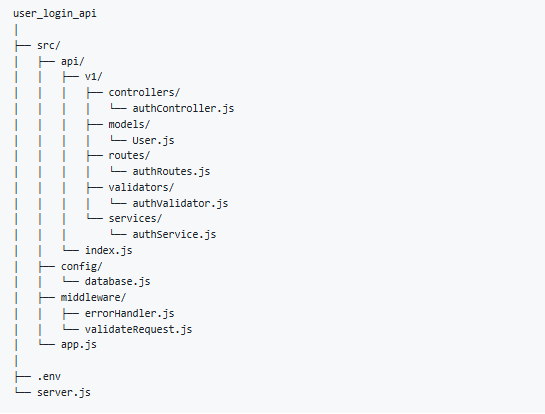 user_login_api
│
├── src/
│   ├── api/
│   │   ├── v1/
│   │   │   ├── controllers/
│   │   │   │   └── authController.js
│   │   │   ├── models/
│   │   │   │   └── User.js
│   │   │   ├── routes/
│   │   │   │   └── authRoutes.js
│   │   │   ├── validators/
│   │   │   │   └── authValidator.js
│   │   │   └── services/
│   │   │       └── authService.js
│   │   └── index.js
│   ├── config/
│   │   └── database.js
│   ├── middleware/
│   │   ├── errorHandler.js
│   │   └── validateRequest.js
│   └── app.js
│
├── .env
└── server.js